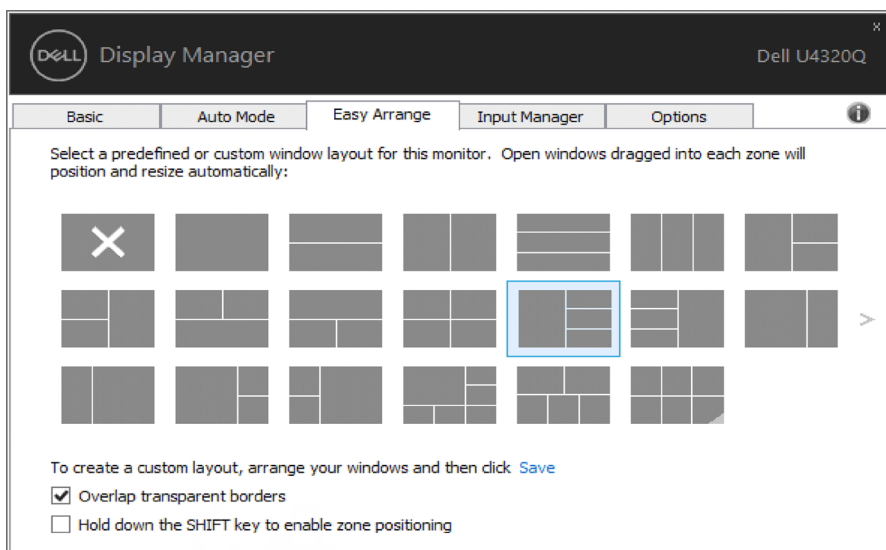 DELL Display Manager
x
Dell U4320Q
Basic Auto Mode Easy Arrange Input Manager Options
Select a predefined or custom window layout for this monitor. Open windows dragged into each zone will
position and resize automatically:
>
To create a custom layout, arrange your windows and then click Save
Overlap transparent borders
Hold down the SHIFT key to enable zone positioning